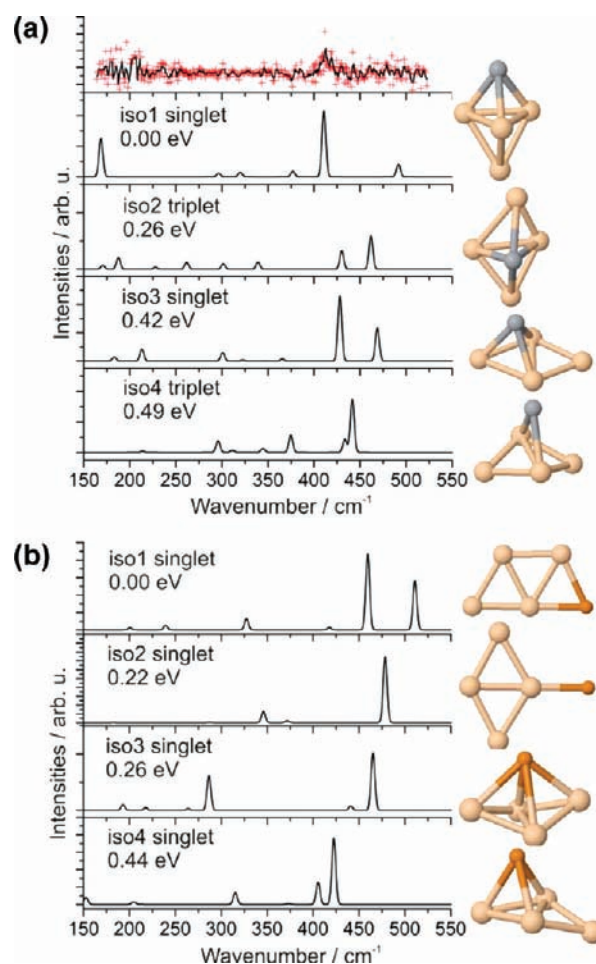 (a)
iso1 singlet
0.00 eV
iso2 triplet
0.26 eV
iso3 singlet
0.42 eV
iso4 triplet
0.49 eV
Intensities / arb. u.
150 200 250 300 350 400 450 500 550
Wavenumber / cm⁻¹
(b)
iso1 singlet
0.00 eV
iso2 singlet
0.22 eV
iso3 singlet
0.26 eV
iso4 singlet
0.44 eV
Intensities / arb. u.
150 200 250 300 350 400 450 500 550
Wavenumber / cm⁻¹